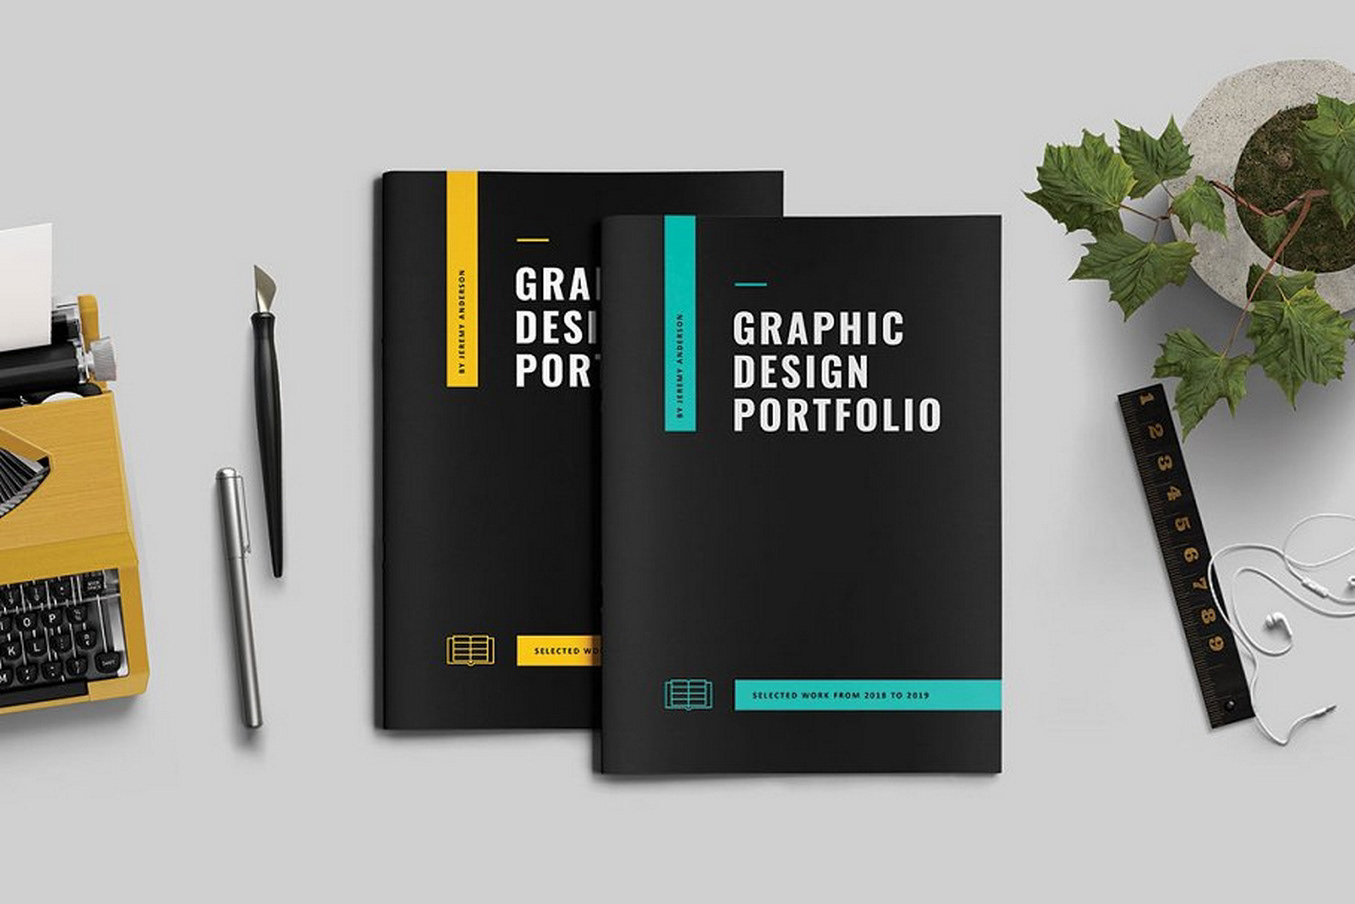 BY JEREMY ANDERSON
GRA
DESI
PORT
SELECTED WO
BY JEREMY ANDERSON
GRAPHIC
DESIGN
PORTFOLIO
SELECTED WORK FROM 2018 TO 2019
O P
K L
1
2
3
4
5
6
7
8
9